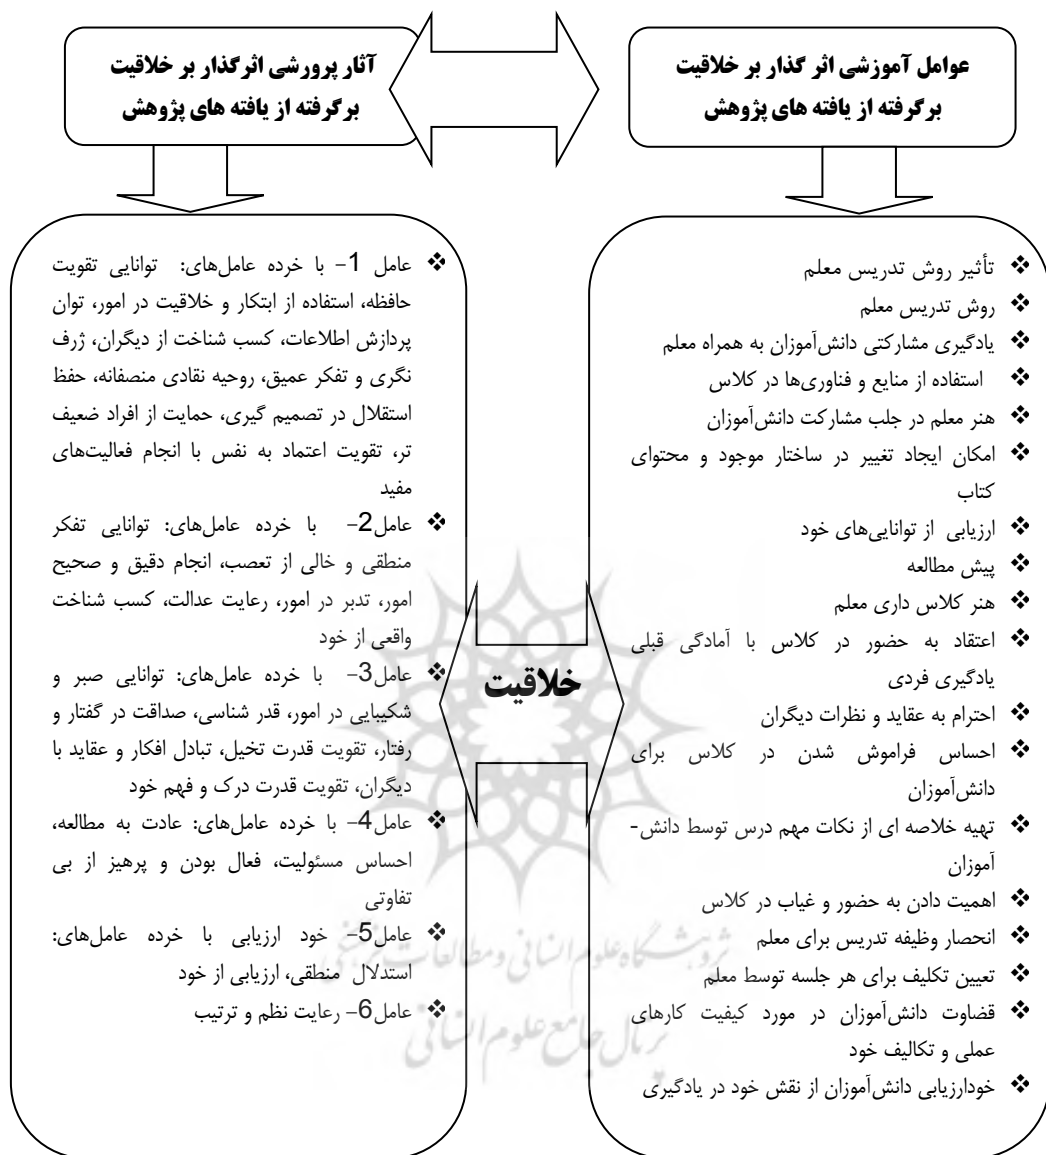 عوامل آموزشی اثر گذار بر خلاقیت
برگرفته از یافته های پژوهش
آثار پرورشی اثرگذار بر خلاقیت
برگرفته از یافته های پژوهش
❖ تأثیر روش تدریس معلم
❖ روش تدریس معلم
❖ یادگیری مشارکتی دانش‌آموزان به همراه معلم
❖ استفاده از منابع و فناوری‌ها در کلاس
❖ هنر معلم در جلب مشارکت دانش‌آموزان
❖ امکان ایجاد تغییر در ساختار موجود و محتوای
کتاب
❖ ارزیابی از توانایی‌های خود
❖ پیش مطالعه
❖ هنر کلاس داری معلم
❖ اعتقاد به حضور در کلاس با آمادگی قبلی
یادگیری فردی
❖ احترام به عقاید و نظرات دیگران
❖ احساس فراموش شدن در کلاس برای
دانش‌آموزان
❖ تهیه خلاصه ای از نکات مهم درس توسط دانش-
آموزان
❖ اهمیت دادن به حضور و غیاب در کلاس
❖ انحصار وظیفه تدریس برای معلم
❖ تعیین تکلیف برای هر جلسه توسط معلم
❖ قضاوت دانش‌آموزان در مورد کیفیت کارهای
عملی و تکالیف خود
❖ خودارزیابی دانش‌آموزان از نقش خود در یادگیری
خلاقیت
❖ عامل 1- با خرده عامل‌های: توانایی تقویت
حافظه، استفاده از ابتکار و خلاقیت در امور، توان
پردازش اطلاعات، کسب شناخت از دیگران، ژرف
نگری و تفکر عمیق، روحیه نقادی منصفانه، حفظ
استقلال در تصمیم گیری، حمایت از افراد ضعیف
تر، تقویت اعتماد به نفس با انجام فعالیت‌های
مفید
❖ عامل2- با خرده عامل‌های: توانایی تفکر
منطقی و خالی از تعصب، انجام دقیق و صحیح
امور، تدبر در امور، رعایت عدالت، کسب شناخت
واقعی از خود
❖ عامل3- با خرده عامل‌های: توانایی صبر و
شکیبایی در امور، قدر شناسی، صداقت در گفتار و
رفتار، تقویت قدرت تخیل، تبادل افکار و عقاید با
دیگران، تقویت قدرت درک و فهم خود
❖ عامل4- با خرده عامل‌های: عادت به مطالعه،
احساس مسئولیت، فعال بودن و پرهیز از بی
تفاوتی
❖ عامل5- خود ارزیابی با خرده عامل‌های:
استدلال منطقی، ارزیابی از خود
❖ عامل6- رعایت نظم و ترتیب
پژوهشگاه علوم انسانی و مطالعات فرهنگی
پرتال جامع علوم انسانی